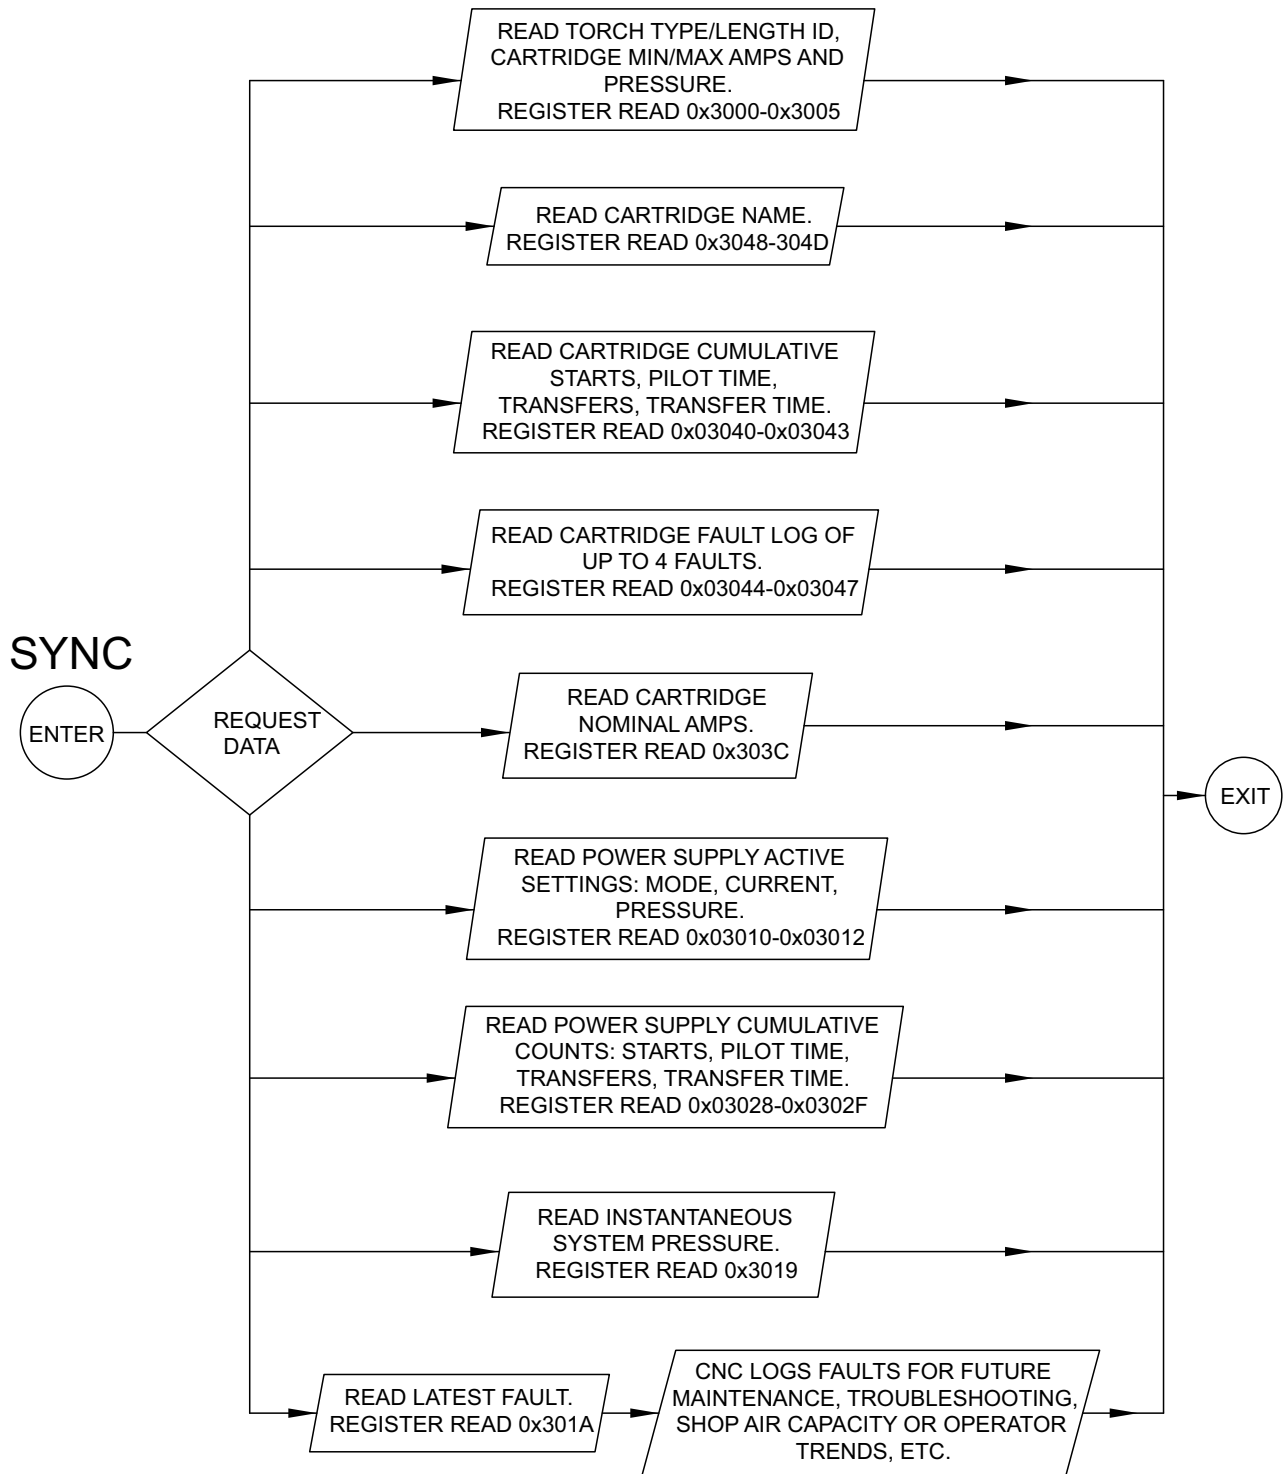 READ TORCH TYPE/LENGTH ID,
CARTRIDGE MIN/MAX AMPS AND
PRESSURE.
REGISTER READ 0x3000-0x3005
READ CARTRIDGE NAME.
REGISTER READ 0x3048-304D
READ CARTRIDGE CUMULATIVE
STARTS, PILOT TIME,
TRANSFERS, TRANSFER TIME.
REGISTER READ 0x03040-0x03043
READ CARTRIDGE FAULT LOG OF
UP TO 4 FAULTS.
REGISTER READ 0x03044-0x03047
SYNC
ENTER
REQUEST
DATA
READ CARTRIDGE
NOMINAL AMPS.
REGISTER READ 0x303C
EXIT
READ POWER SUPPLY ACTIVE
SETTINGS: MODE, CURRENT,
PRESSURE.
REGISTER READ 0x03010-0x03012
READ POWER SUPPLY CUMULATIVE
COUNTS: STARTS, PILOT TIME,
TRANSFERS, TRANSFER TIME.
REGISTER READ 0x03028-0x0302F
READ INSTANTANEOUS
SYSTEM PRESSURE.
REGISTER READ 0x3019
READ LATEST FAULT.
REGISTER READ 0x301A
CNC LOGS FAULTS FOR FUTURE
MAINTENANCE, TROUBLESHOOTING,
SHOP AIR CAPACITY OR OPERATOR
TRENDS, ETC.